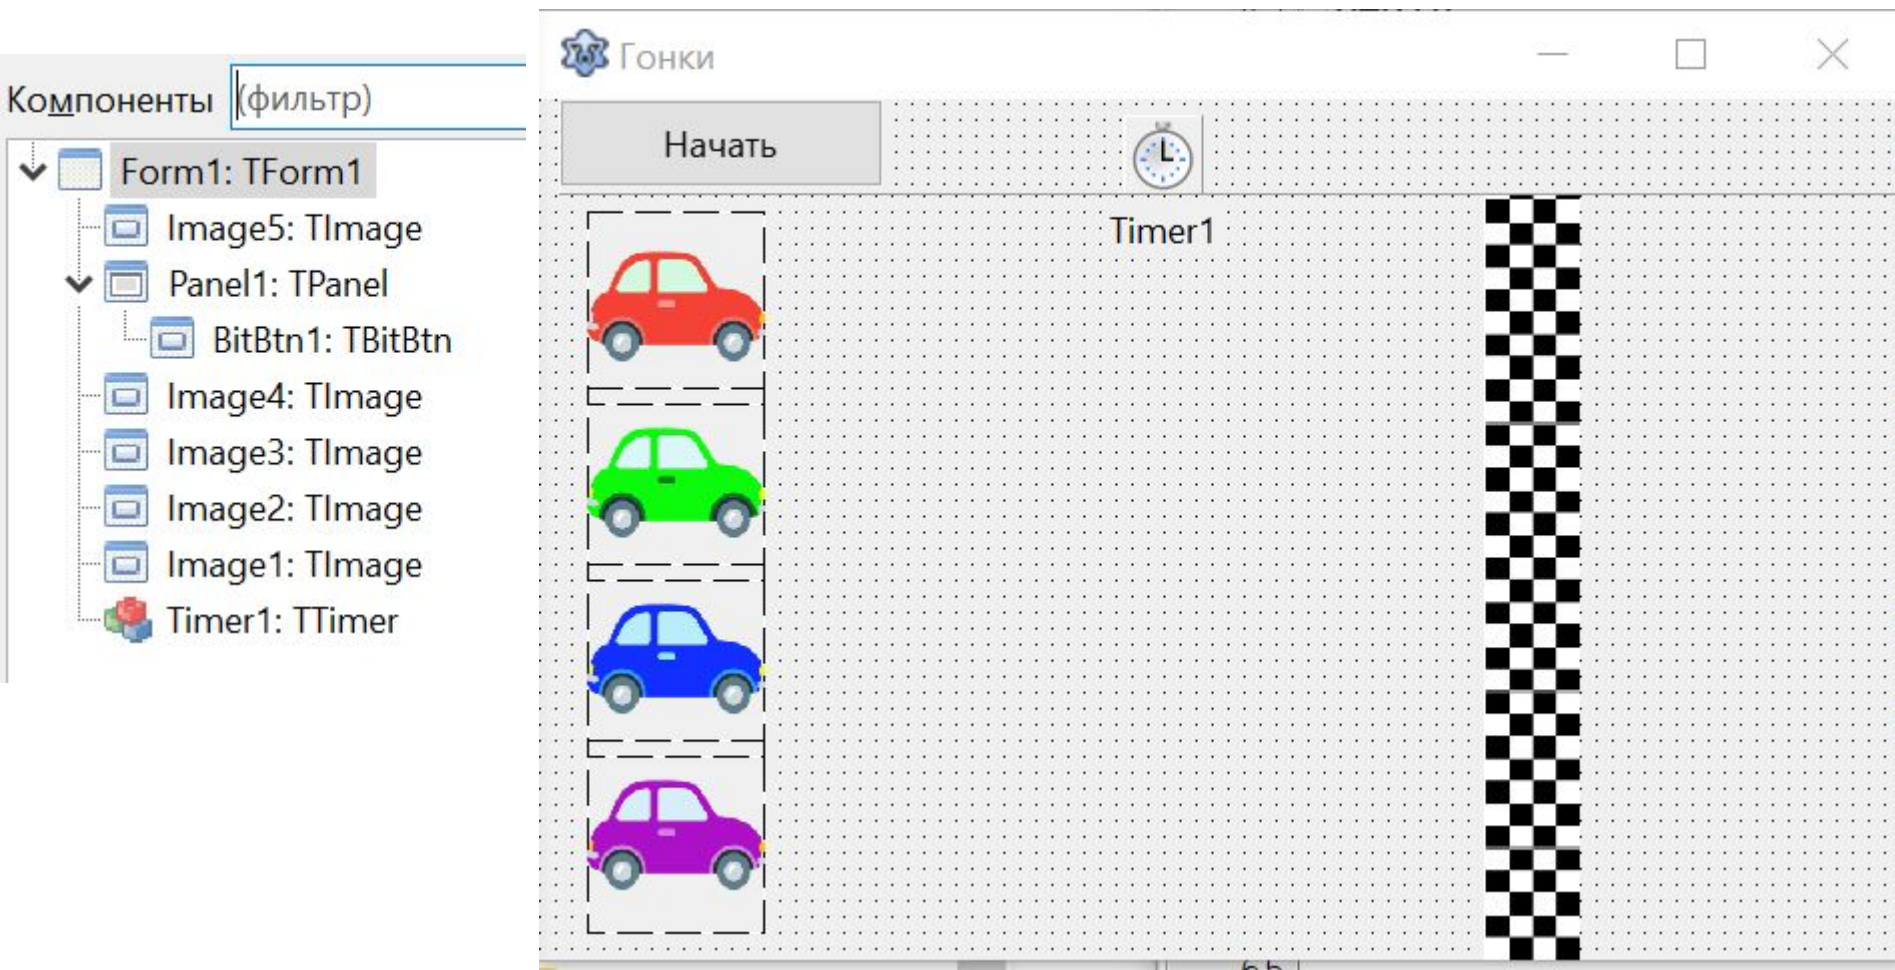 Компоненты (фильтр)
Form1: TForm1
Image5: TImage
Panel1: TPanel
BitBtn1: TBitBtn
Image4: TImage
Image3: TImage
Image2: TImage
Image1: TImage
Timer1: TTimer
Гонки
Начать
Timer1